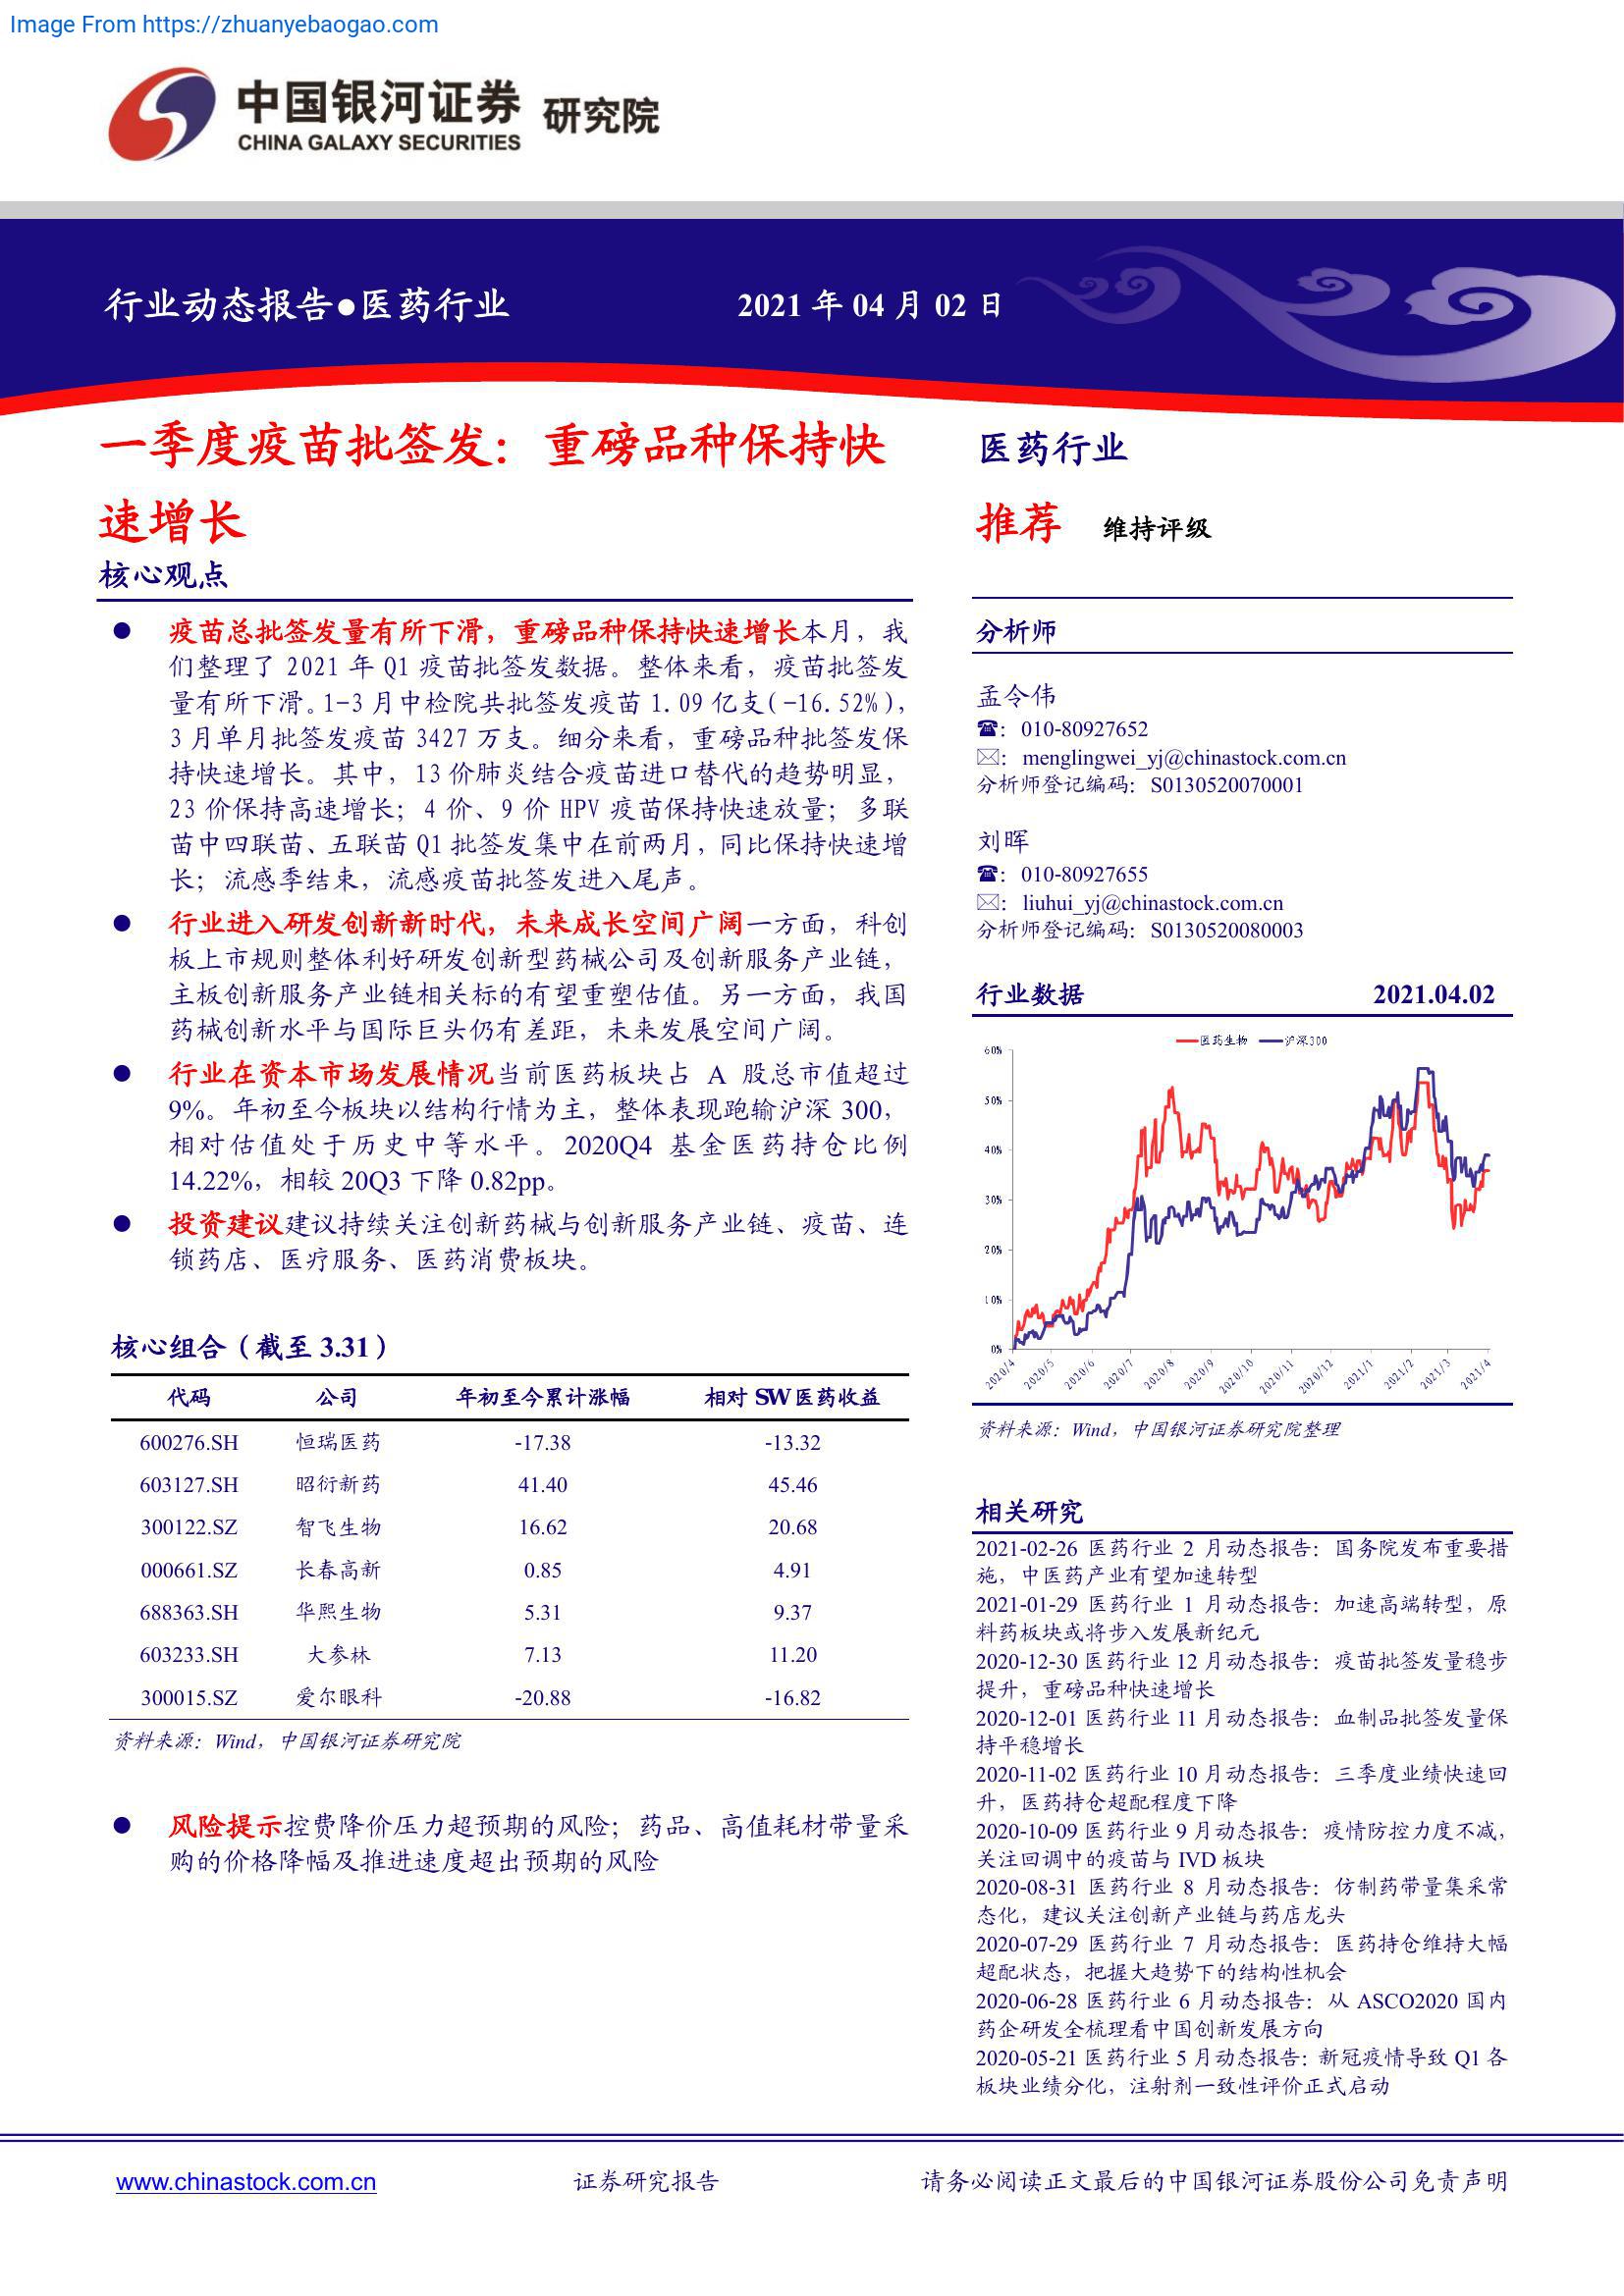 Image From https://zhuanyebaogao.com
中国银河证券 研究院
CHINA GALAXY SECURITIES
行业动态报告●医药行业
2021 年 04 月 02 日
一季度疫苗批签发：重磅品种保持快
速增长
核心观点
● 疫苗总批签发量有所下滑，重磅品种保持快速增长本月，我
们整理了 2021 年 Q1 疫苗批签发数据。整体来看，疫苗批签发
量有所下滑。1-3 月中检院共批签发疫苗 1.09 亿支(-16.52%)，
3 月单月批签发疫苗 3427 万支。细分来看，重磅品种批签发保
持快速增长。其中，13 价肺炎结合疫苗进口替代的趋势明显，
23 价保持高速增长；4 价、9 价 HPV 疫苗保持快速放量；多联
苗中四联苗、五联苗 Q1 批签发集中在前两月，同比保持快速增
长；流感季结束，流感疫苗批签发进入尾声。
● 行业进入研发创新新时代，未来成长空间广阔一方面，科创
板上市规则整体利好研发创新型药械公司及创新服务产业链，
主板创新服务产业链相关标的有望重塑估值。另一方面，我国
药械创新水平与国际巨头仍有差距，未来发展空间广阔。
● 行业在资本市场发展情况当前医药板块占 A 股总市值超过
9%。年初至今板块以结构行情为主，整体表现跑输沪深 300，
相对估值处于历史中等水平。2020Q4 基金医药持仓比例
14.22%，相较 20Q3 下降 0.82pp。
● 投资建议建议持续关注创新药械与创新服务产业链、疫苗、连
锁药店、医疗服务、医药消费板块。
核心组合（截至 3.31）
代码 公司 年初至今累计涨幅 相对 SW 医药收益
600276.SH 恒瑞医药 -17.38 -13.32
603127.SH 昭衍新药 41.40 45.46
300122.SZ 智飞生物 16.62 20.68
000661.SZ 长春高新 0.85 4.91
688363.SH 华熙生物 5.31 9.37
603233.SH 大参林 7.13 11.20
300015.SZ 爱尔眼科 -20.88 -16.82
资料来源：Wind，中国银河证券研究院
● 风险提示控费降价压力超预期的风险；药品、高值耗材带量采
购的价格降幅及推进速度超出预期的风险
医药行业
推荐 维持评级
分析师
孟令伟
☎：010-80927652
✉：menglingwei_yj@chinastock.com.cn
分析师登记编码：S0130520070001
刘晖
☎：010-80927655
✉：liuhui_yj@chinastock.com.cn
分析师登记编码：S0130520080003
行业数据 2021.04.02
医药生物 沪深300
60%
50%
40%
30%
20%
10%
0%
2020/4 2020/5 2020/6 2020/7 2020/8 2020/9 2020/10 2020/11 2020/12 2021/1 2021/2 2021/3 2021/4
资料来源：Wind，中国银河证券研究院整理
相关研究
2021-02-26 医药行业 2 月动态报告：国务院发布重要措
施，中医药产业有望加速转型
2021-01-29 医药行业 1 月动态报告：加速高端转型，原
料药板块或将步入发展新纪元
2020-12-30 医药行业 12 月动态报告：疫苗批签发量稳步
提升，重磅品种快速增长
2020-12-01 医药行业 11 月动态报告：血制品批签发量保
持平稳增长
2020-11-02 医药行业 10 月动态报告：三季度业绩快速回
升，医药持仓超配程度下降
2020-10-09 医药行业 9 月动态报告：疫情防控力度不减，
关注回调中的疫苗与 IVD 板块
2020-08-31 医药行业 8 月动态报告：仿制药带量集采常
态化，建议关注创新产业链与药店龙头
2020-07-29 医药行业 7 月动态报告：医药持仓维持大幅
超配状态，把握大趋势下的结构性机会
2020-06-28 医药行业 6 月动态报告：从 ASCO2020 国内
药企研发全梳理看中国创新发展方向
2020-05-21 医药行业 5 月动态报告：新冠疫情导致 Q1 各
板块业绩分化，注射剂一致性评价正式启动
www.chinastock.com.cn
证券研究报告
请务必阅读正文最后的中国银河证券股份公司免责声明